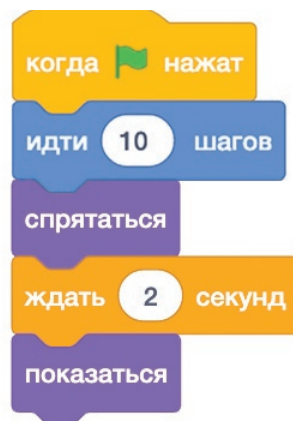 когда нажат
идти 10 шагов
спрятаться
ждать 2 секунд
показаться